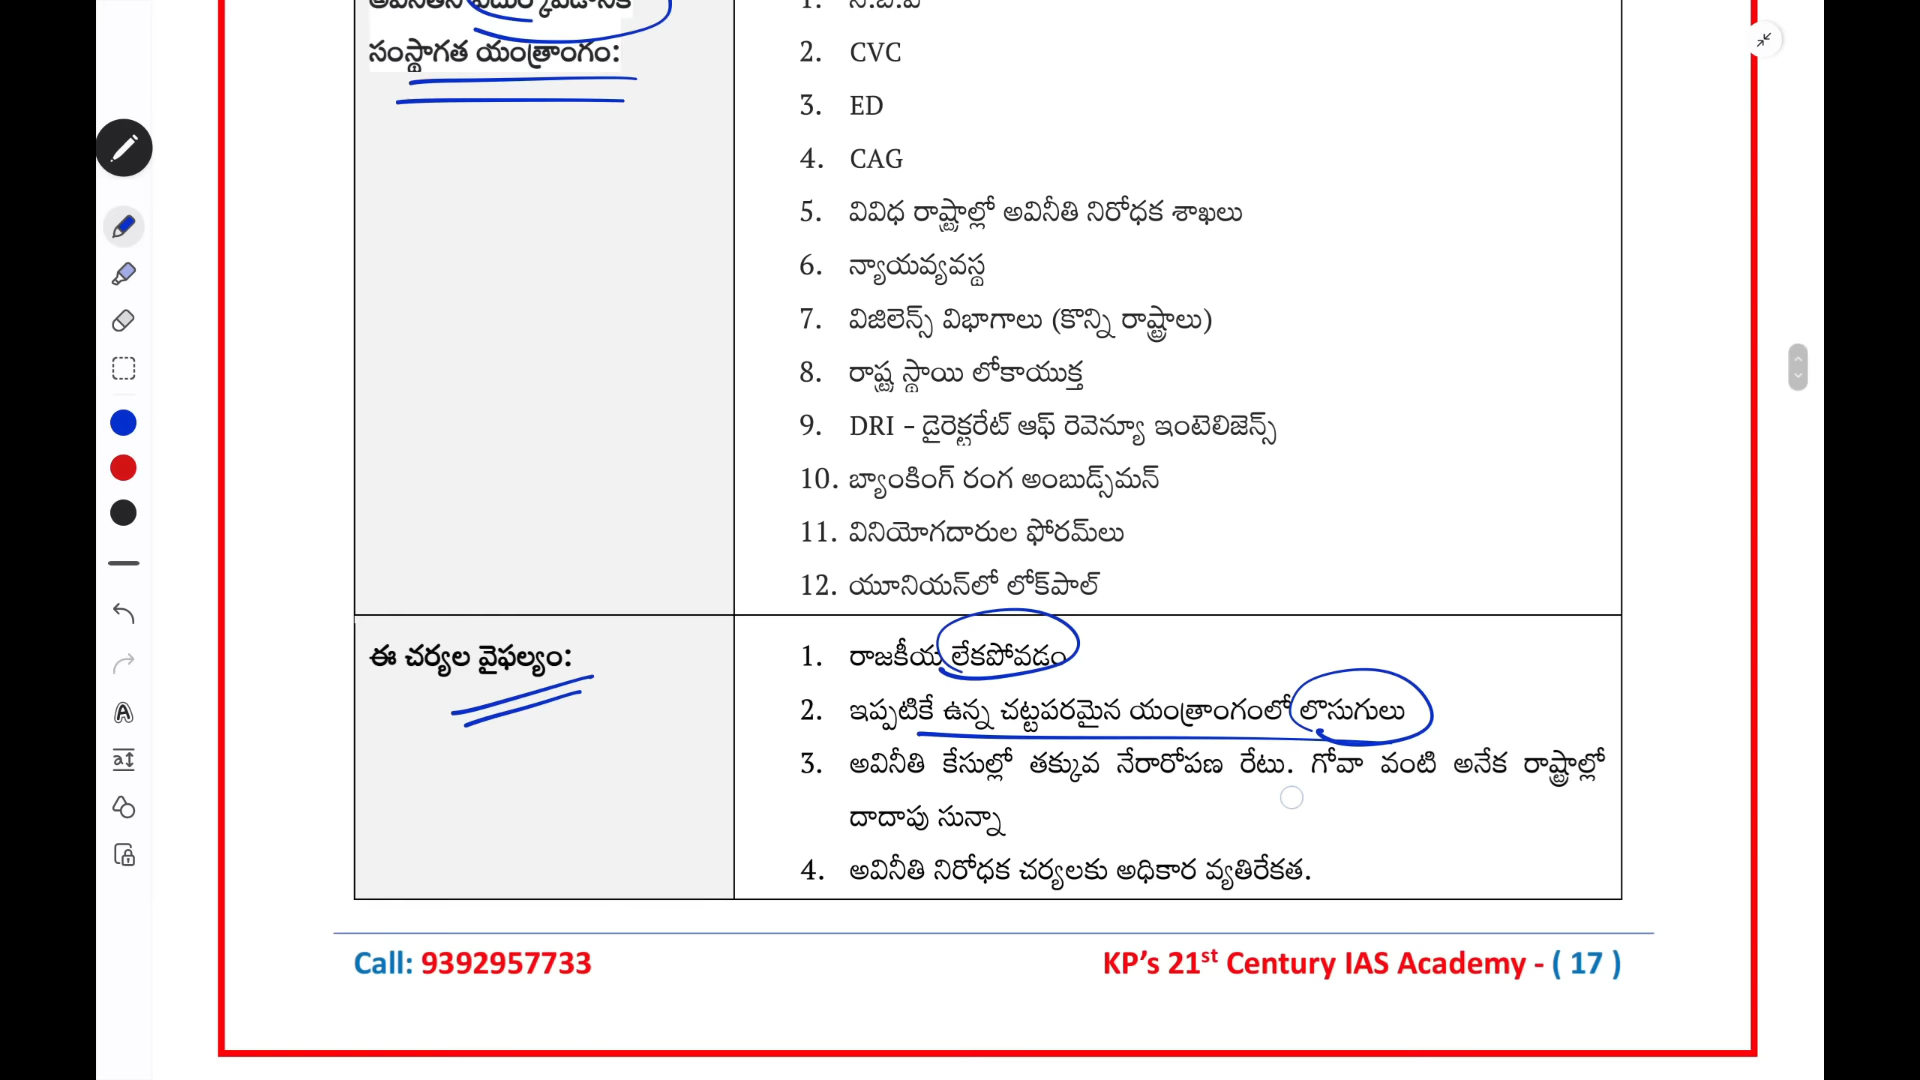 సంస్థాగత యంత్రాంగం:
2. CVC
3. ED
4. CAG
5. వివిధ రాష్ట్రాల్లో అవినీతి నిరోధక శాఖలు
6. న్యాయవ్యవస్థ
7. విజిలెన్స్ విభాగాలు (కొన్ని రాష్ట్రాలు)
8. రాష్ట్ర స్థాయి లోకాయుక్త
9. DRI - డైరెక్టరేట్ ఆఫ్ రెవెన్యూ ఇంటెలిజెన్స్
10. బ్యాంకింగ్ రంగ అంబుడ్స్‌మన్
11. వినియోగదారుల ఫోరమ్‌లు
12. యూనియన్‌లో లోక్‌పాల్
ఈ చర్యల వైఫల్యం:
1. రాజకీయ లేకపోవడం
2. ఇప్పటికే ఉన్న చట్టపరమైన యంత్రాంగంలో లొసుగులు
3. అవినీతి కేసుల్లో తక్కువ నేరారోపణ రేటు. గోవా వంటి అనేక రాష్ట్రాల్లో
దాదాపు సున్నా
4. అవినీతి నిరోధక చర్యలకు అధికార వ్యతిరేకత.
Call: 9392957733
KP's 21st Century IAS Academy - ( 17 )